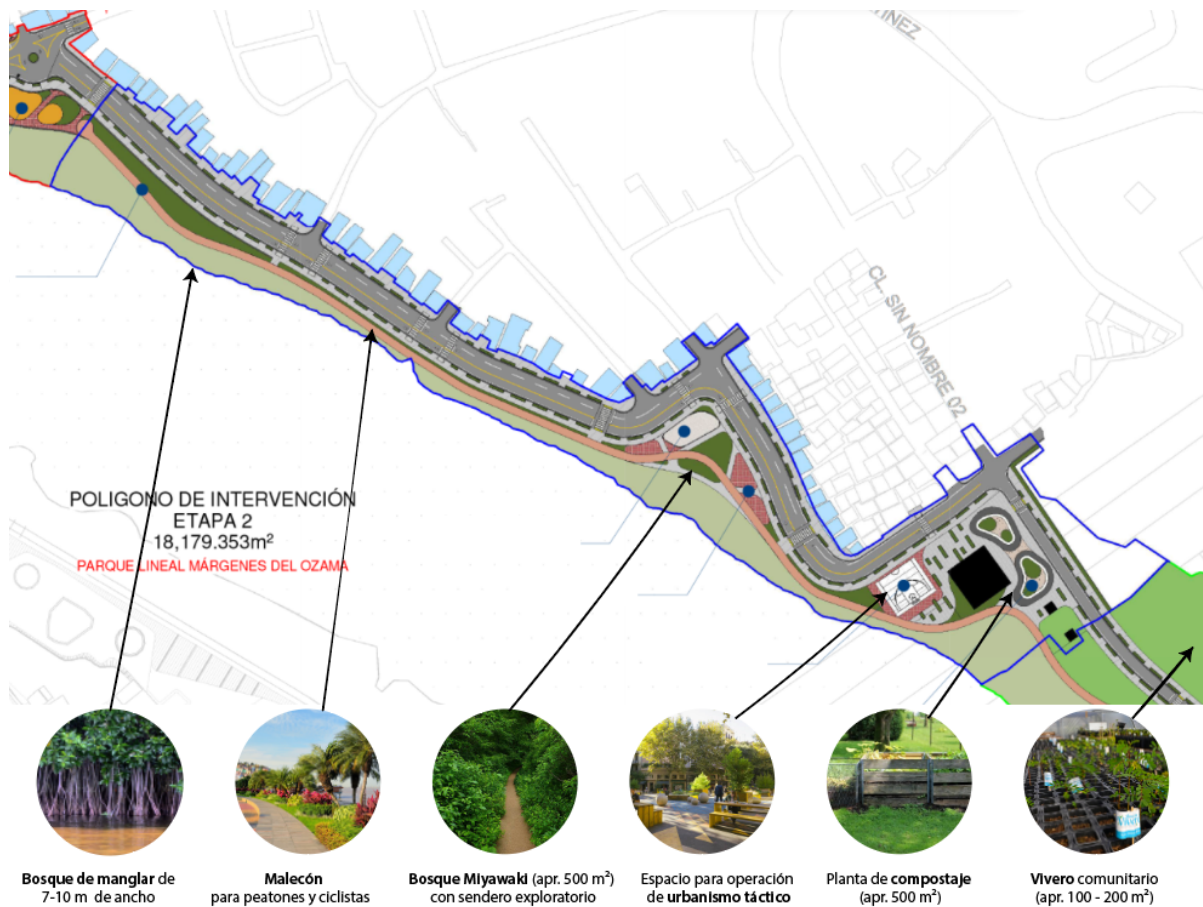 TINEZ
CL. SIN NOMBRE 02
POLIGONO DE INTERVENCIÓN
ETAPA 2
18,179.353m²
PARQUE LINEAL MÁRGENES DEL OZAMA
Bosque de manglar de
7-10 m de ancho
Malecón
para peatones y ciclistas
Bosque Miyawaki (apr. 500 m²)
con sendero exploratorio
Espacio para operación
de urbanismo táctico
Planta de compostaje
(apr. 500 m²)
Vivero comunitario
(apr. 100 - 200 m²)